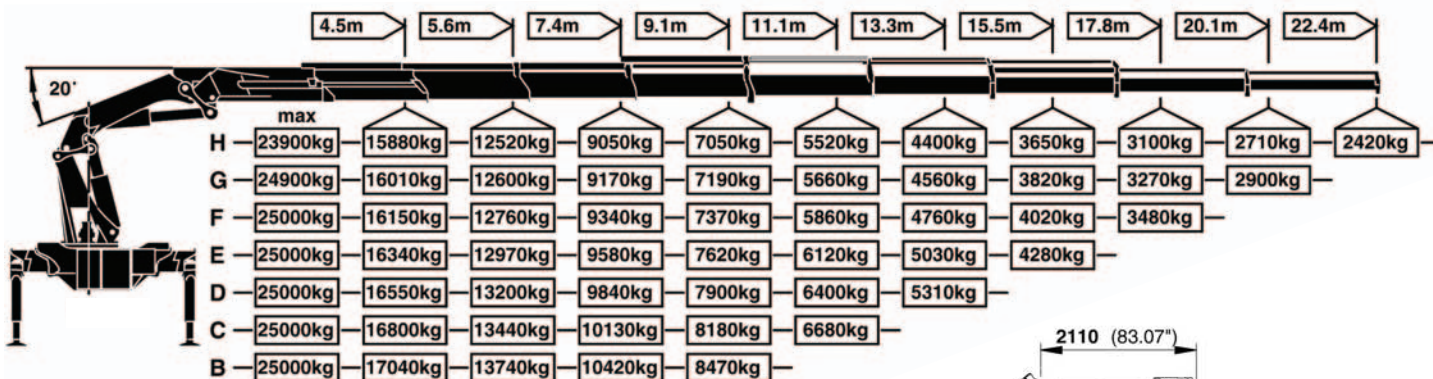 4.5m 5.6m 7.4m 9.1m 11.1m 13.3m 15.5m 17.8m 20.1m 22.4m
20°
max
H 23900kg 15880kg 12520kg 9050kg 7050kg 5520kg 4400kg 3650kg 3100kg 2710kg 2420kg
G 24900kg 16010kg 12600kg 9170kg 7190kg 5660kg 4560kg 3820kg 3270kg 2900kg
F 25000kg 16150kg 12760kg 9340kg 7370kg 5860kg 4760kg 4020kg 3480kg
E 25000kg 16340kg 12970kg 9580kg 7620kg 6120kg 5030kg 4280kg
D 25000kg 16550kg 13200kg 9840kg 7900kg 6400kg 5310kg
C 25000kg 16800kg 13440kg 10130kg 8180kg 6680kg
2110 (83.07")
B 25000kg 17040kg 13740kg 10420kg 8470kg